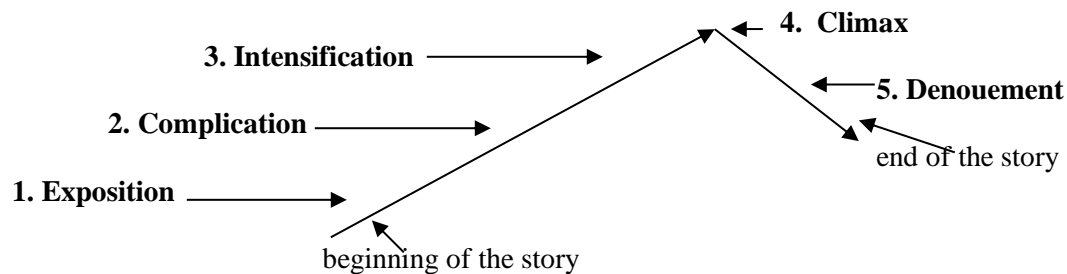 4. Climax
3. Intensification
5. Denouement
2. Complication
end of the story
1. Exposition
beginning of the story